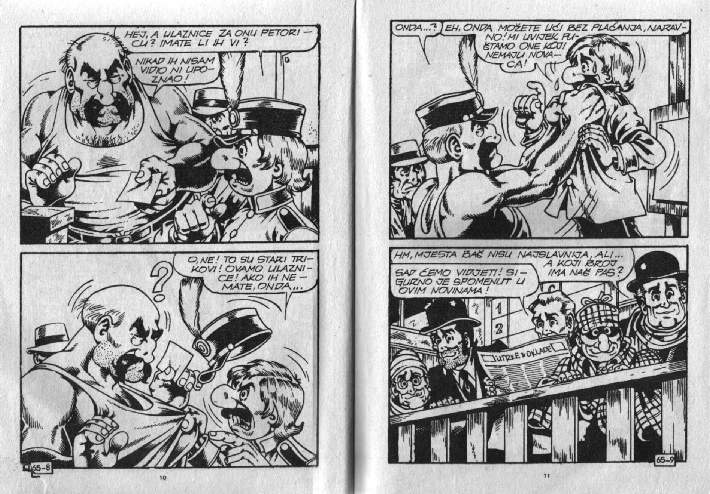 HEJ, A ULAZNICE ZA ONU PETORI-
CU? IMATE LI IH VI?
NIKAD IH NISAM
VIDIO NI UPO-
ZNAO!
O, NE! TO SU STARI TRI-
KOVI! OVAMO ULAZNI-
CE! AKO IH NE-
MATE, ONDA...
?
65-8
10
ONDA...?
EH, ONDA MOŽETE UĆI BEZ PLAĆANJA, NARAV-
NO! MI UVIJEK PU-
ŠTAMO ONE KOJI
NEMAJU NOVA-
CA!
HM, MJESTA BAŠ NISU NAJSLAVNIJA, ALI...
A KOJI BROJ
IMA NAŠ PAS?
SAD ĆEMO VIDJETI! SI-
GURNO JE SPOMENUT U
OVIM NOVINAMA!
1
2
65-9
11